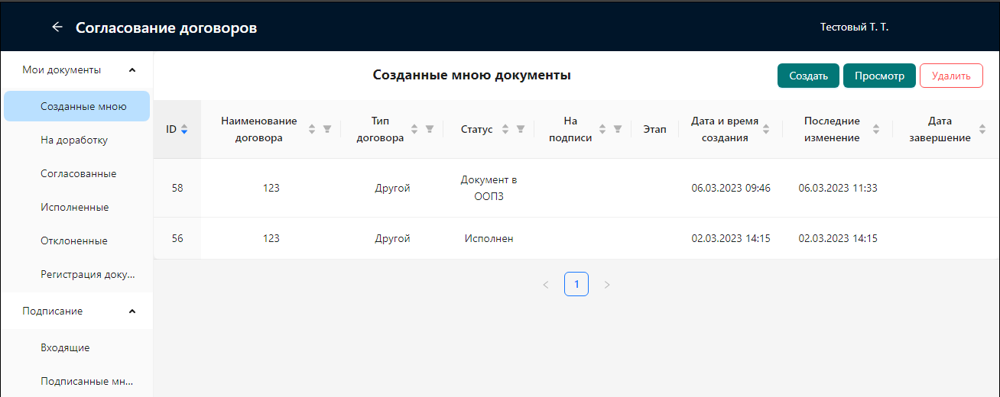 Согласование договоров
Тестовый Т. Т.
Мои документы
Созданные мною
На доработку
Согласованные
Исполненные
Отклоненные
Регистрация доку...
Подписание
Входящие
Подписанные мн...
Созданные мною документы
Создать
Просмотр
Удалить
ID
Наименование
договора
Тип
договора
Статус
На
подписи
Этап
Дата и время
создания
Последние
изменение
Дата
завершение
58
123
Другой
Документ в
ООПЗ
06.03.2023 09:46
06.03.2023 11:33
56
123
Другой
Исполнен
02.03.2023 14:15
02.03.2023 14:15
1